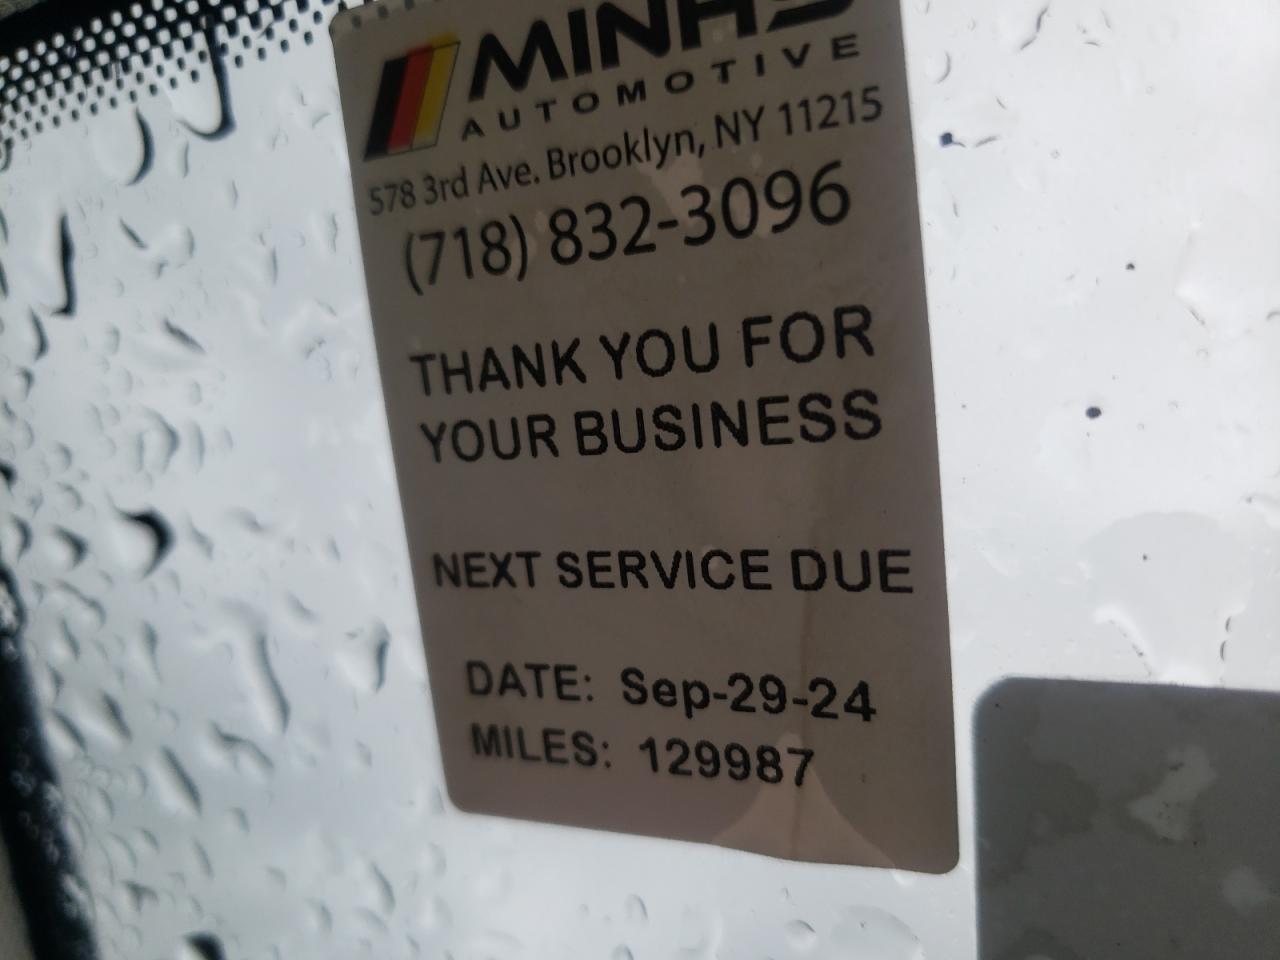 MINHS
AUTOMOTIVE
578 3rd Ave. Brooklyn, NY 11215
(718) 832-3096
THANK YOU FOR
YOUR BUSINESS
NEXT SERVICE DUE
DATE: Sep-29-24
MILES: 129987